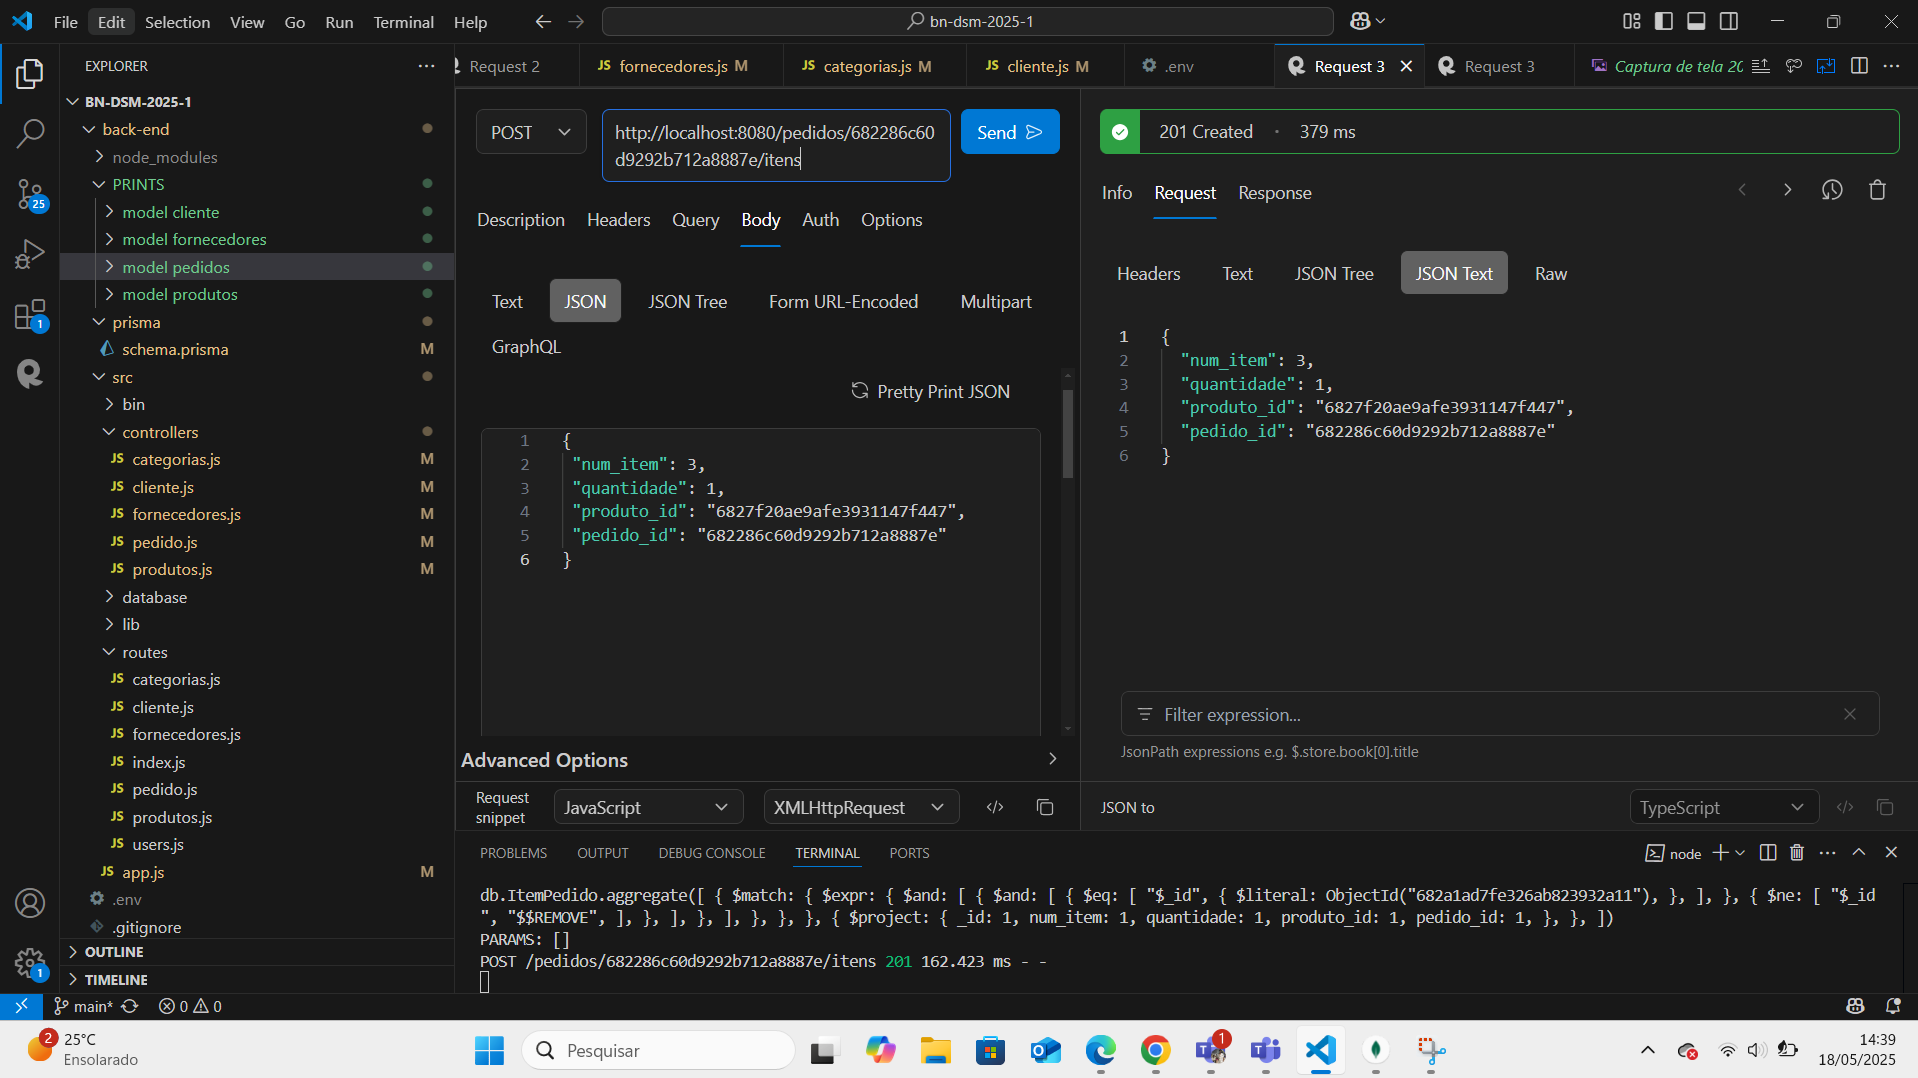 File Edit Selection View Go Run Terminal Help
bn-dsm-2025-1
EXPLORER
BN-DSM-2025-1
back-end
node_modules
PRINTS
model cliente
model fornecedores
model pedidos
model produtos
prisma
schema.prisma M
src
bin
controllers
JS categorias.js M
JS cliente.js M
JS fornecedores.js M
JS pedido.js M
JS produtos.js M
database
lib
routes
JS categorias.js
JS cliente.js
JS fornecedores.js
JS index.js
JS pedido.js
JS produtos.js
JS users.js
JS app.js M
.env
.gitignore
OUTLINE
TIMELINE
25
1
1
Request 2
JS fornecedores.js M
JS categorias.js M
JS cliente.js M
.env
Request 3
Request 3
Captura de tela 20
POST
http://localhost:8080/pedidos/682286c60
d9292b712a8887e/itens
Send
Description Headers Query Body Auth Options
Text JSON JSON Tree Form URL-Encoded Multipart
GraphQL
Pretty Print JSON
1 {
2 "num_item": 3,
3 "quantidade": 1,
4 "produto_id": "6827f20ae9afe3931147f447",
5 "pedido_id": "682286c60d9292b712a8887e"
6 }
Advanced Options
Request
snippet
JavaScript
XMLHttpRequest
201 Created · 379 ms
Info Request Response
Headers Text JSON Tree JSON Text Raw
1 {
2 "num_item": 3,
3 "quantidade": 1,
4 "produto_id": "6827f20ae9afe3931147f447",
5 "pedido_id": "682286c60d9292b712a8887e"
6 }
Filter expression...
JsonPath expressions e.g. $.store.book[0].title
JSON to
TypeScript
PROBLEMS OUTPUT DEBUG CONSOLE TERMINAL PORTS
node
db.ItemPedido.aggregate([ { $match: { $expr: { $and: [ { $and: [ { $eq: [ "$_id", { $literal: ObjectId("682a1ad7fe326ab823932a11"), }, ], }, { $ne: [ "$_id
", "$$REMOVE", ], }, ], }, ], }, }, }, { $project: { _id: 1, num_item: 1, quantidade: 1, produto_id: 1, pedido_id: 1, }, }, ])
PARAMS: []
POST /pedidos/682286c60d9292b712a8887e/itens 201 162.423 ms - -
main* 0 0
2
25°C
Ensolarado
Pesquisar
1
14:39
18/05/2025